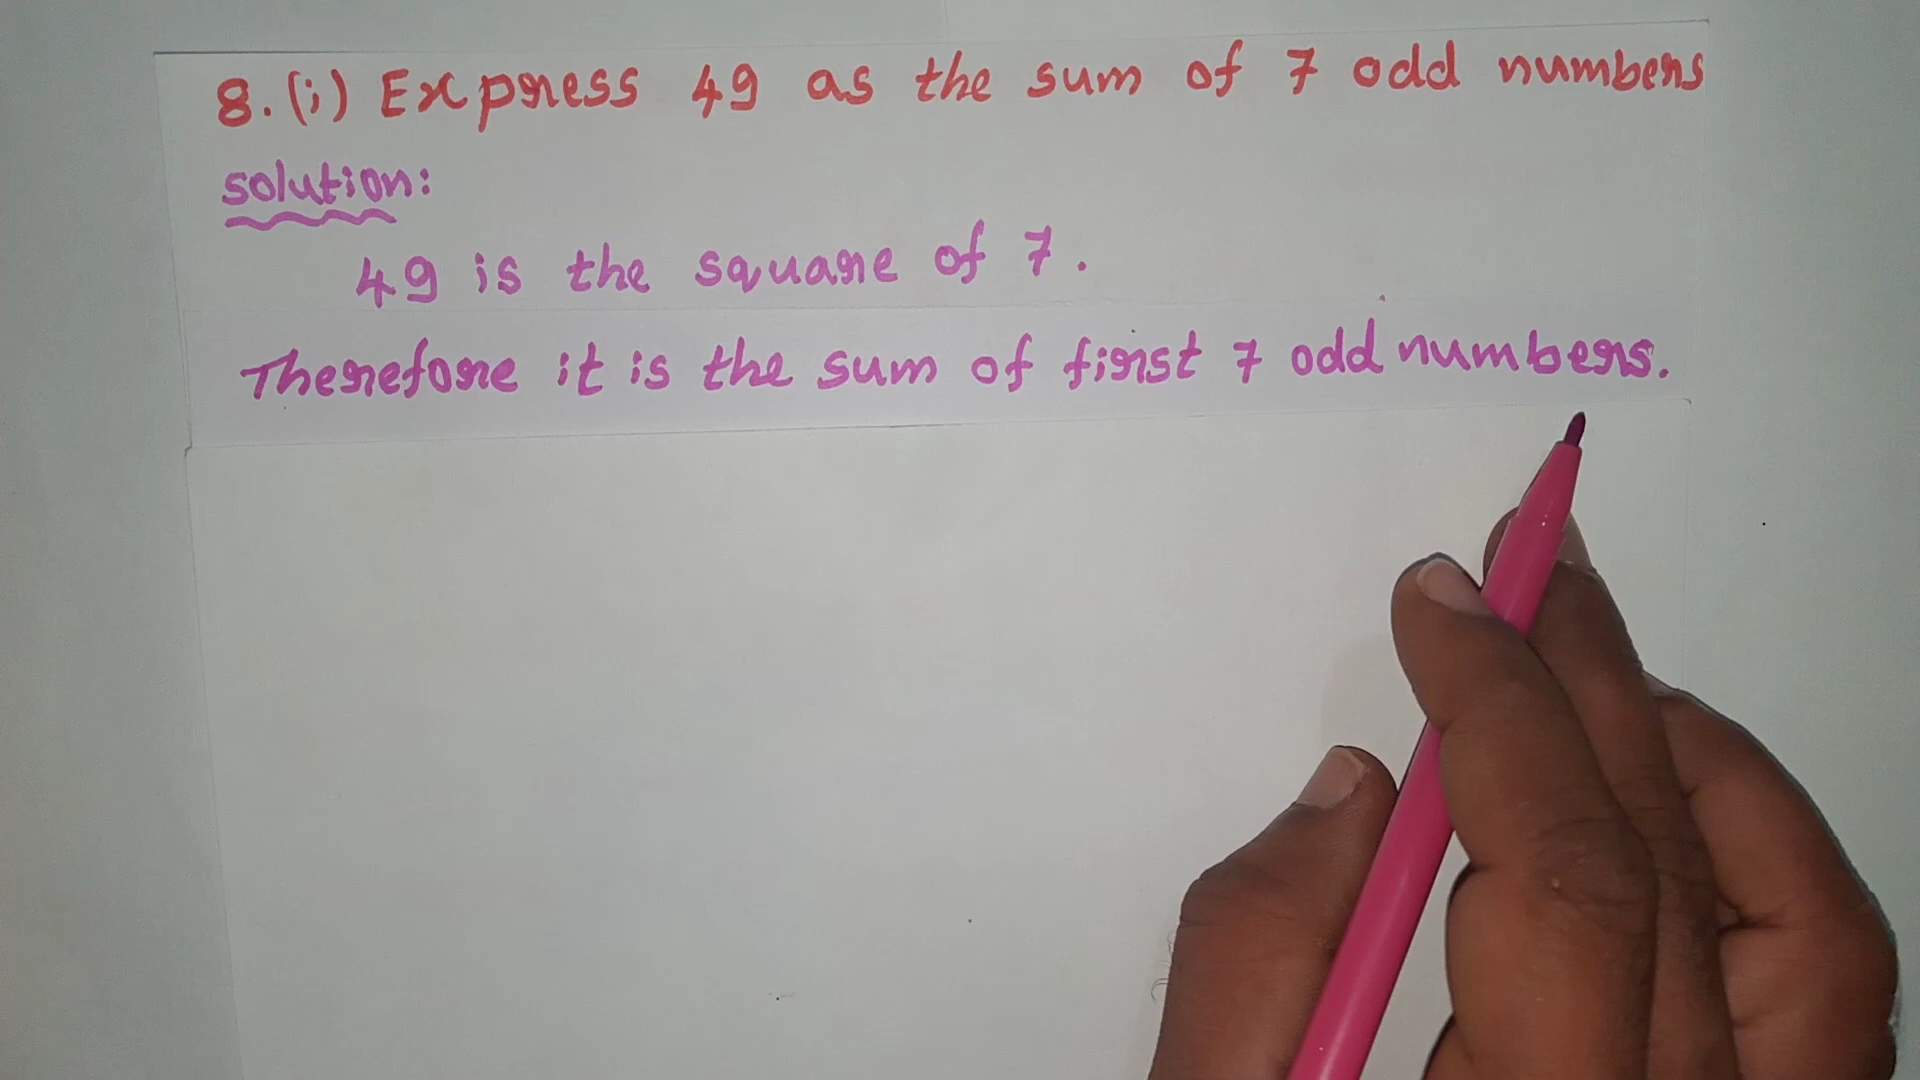 8. (i) Express 49 as the sum of 7 odd numbers
solution:
49 is the square of 7.
Therefore it is the sum of first 7 odd numbers.